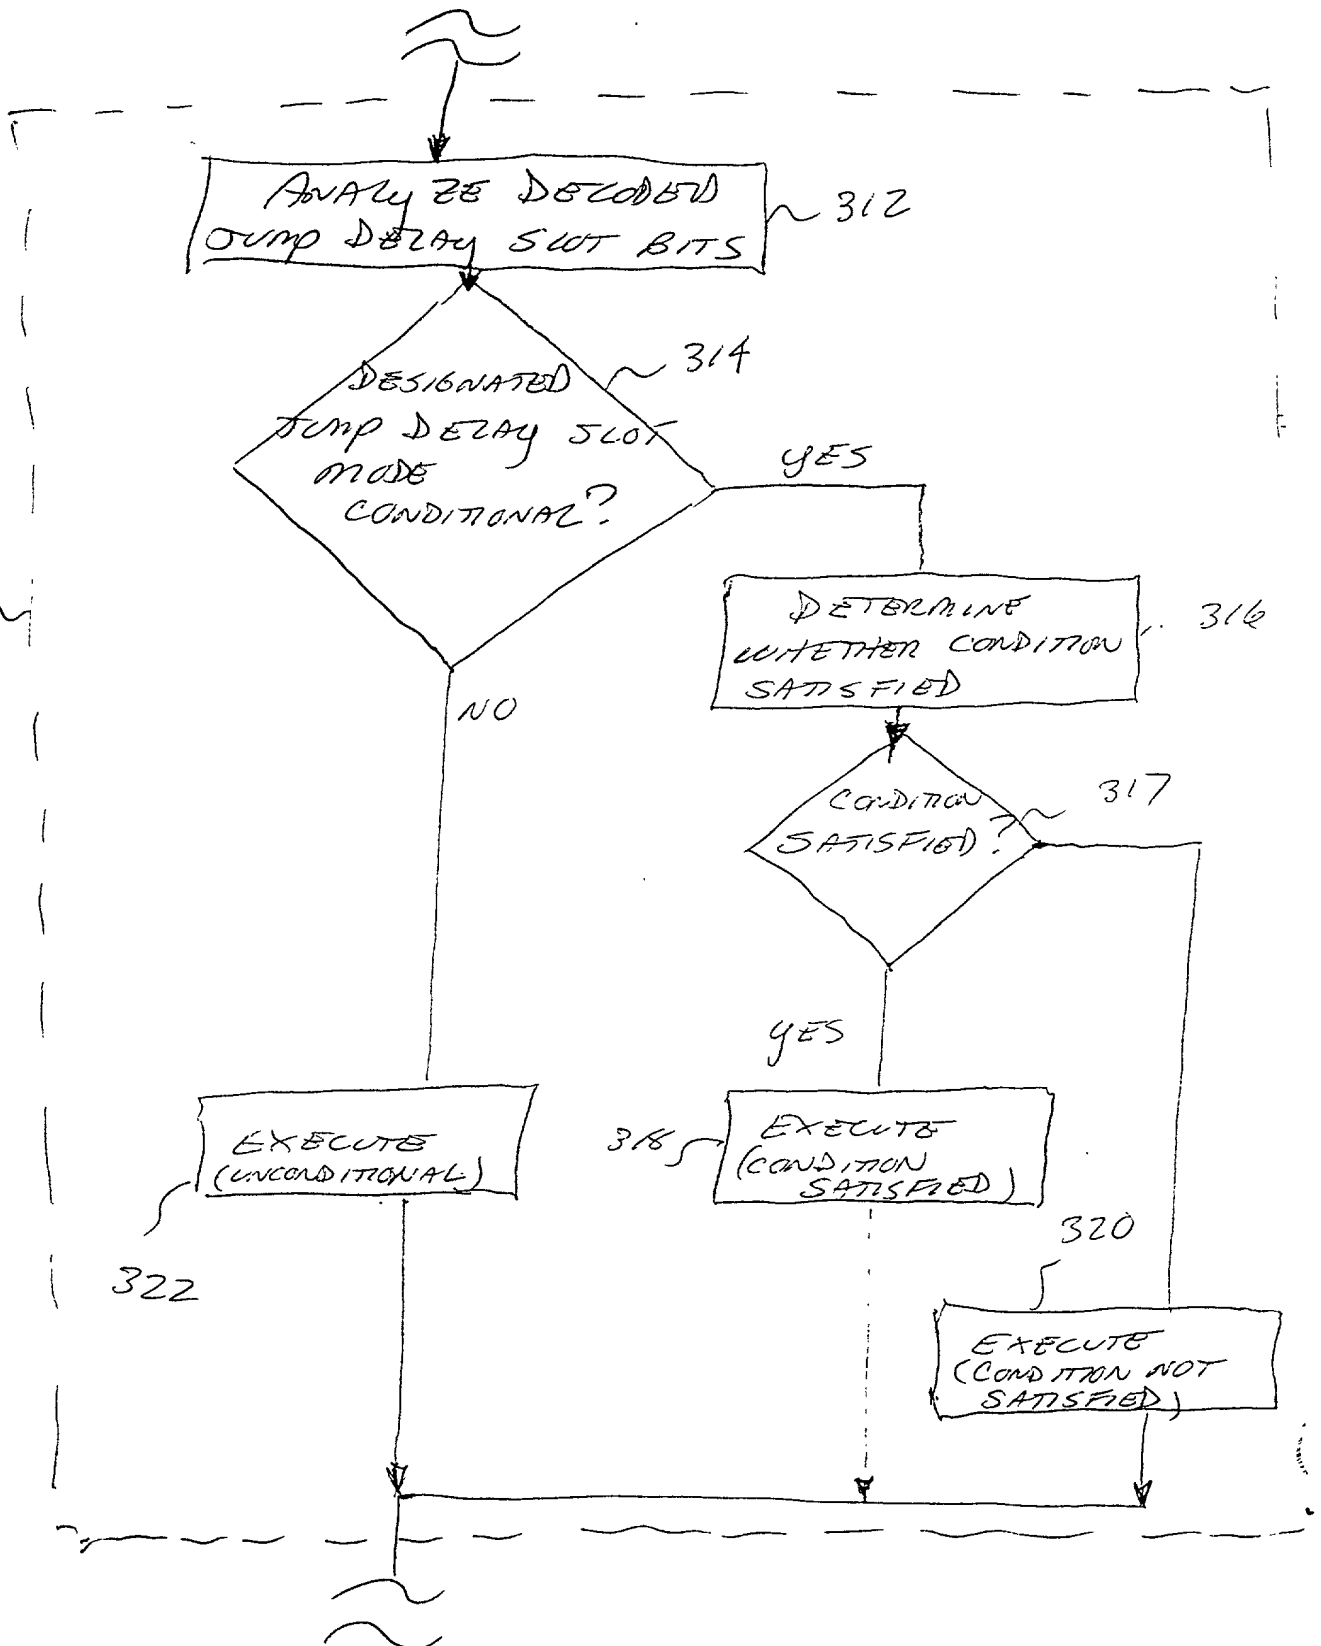 ANALYZE DECODED
JUMP DELAY SLOT BITS
312
DESIGNATED
JUMP DELAY SLOT
MODE
CONDITIONAL?
314
YES
NO
DETERMINE
WHETHER CONDITION
SATISFIED
316
CONDITION
SATISFIED?
317
YES
EXECUTE
(UNCONDITIONAL)
322
318
EXECUTE
(CONDITION
SATISFIED)
320
EXECUTE
(CONDITION NOT
SATISFIED)